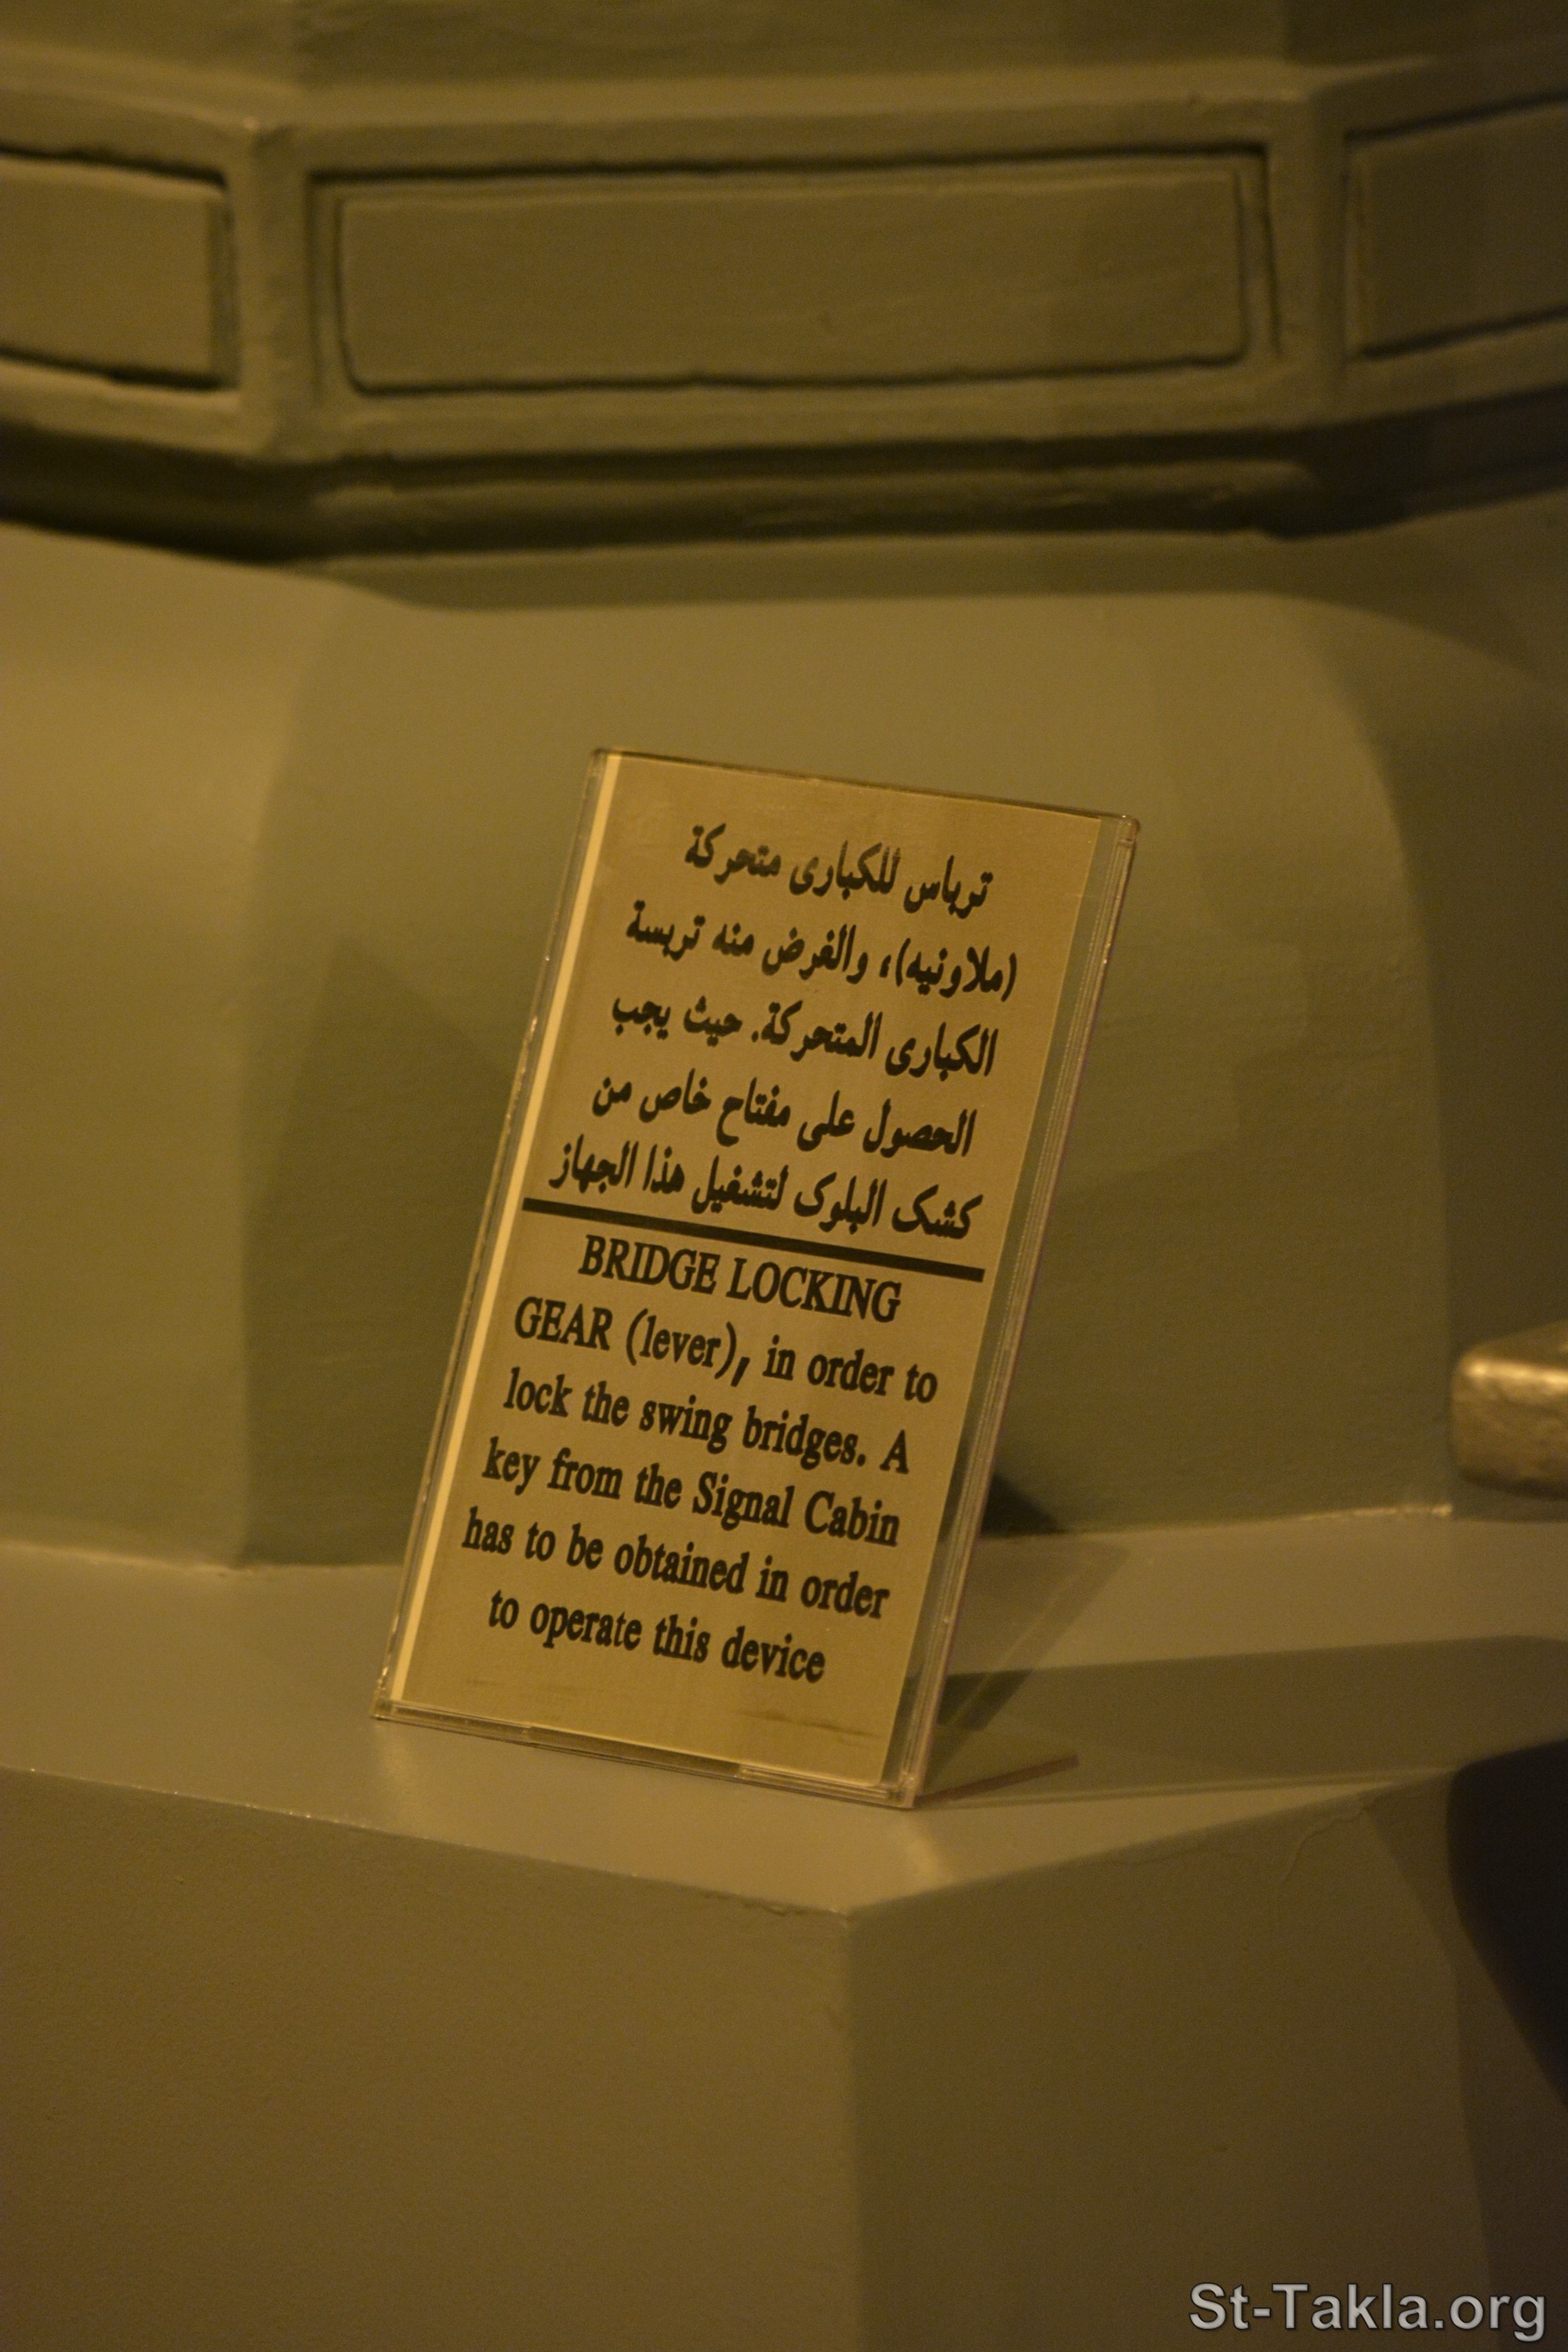 ترباس للكبارى متحركة
(ملاونيه)، والغرض منه تربسة
الكبارى المتحركة. حيث يجب
الحصول على مفتاح خاص من
كشك البلوك لتشغيل هذا الجهاز
BRIDGE LOCKING
GEAR (lever), in order to
lock the swing bridges. A
key from the Signal Cabin
has to be obtained in order
to operate this device
St-Takla.org